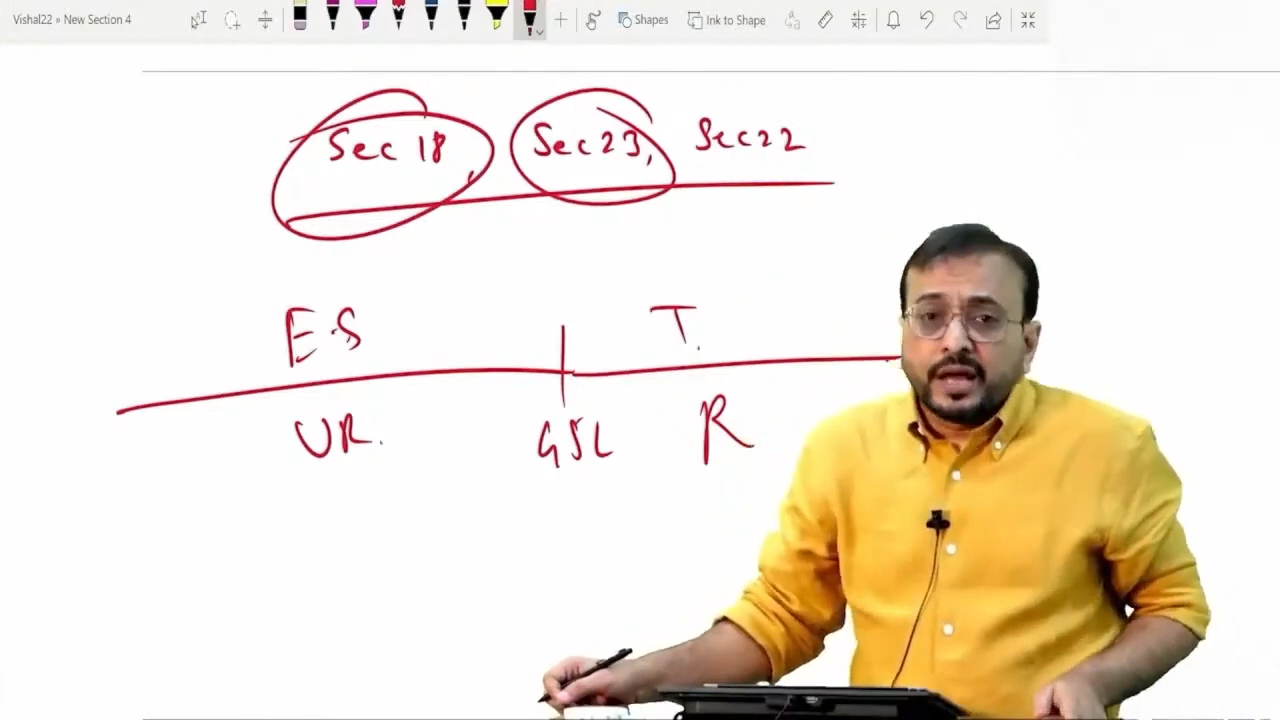 Vishal22 » New Section 4
Shapes
Ink to Shape
Sec 18, Sec 23, Sec 22
E.S T.
UR. GSL R